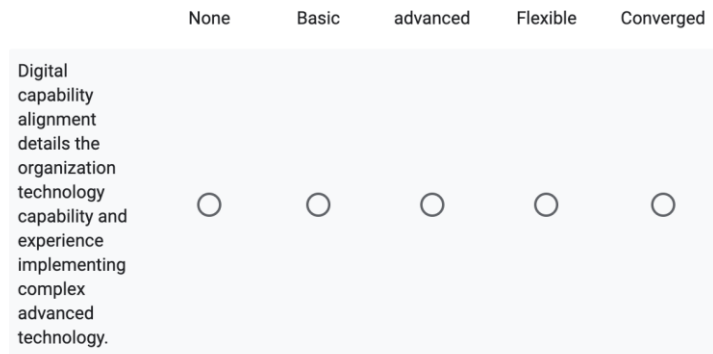 None Basic advanced Flexible Converged
Digital
capability
alignment
details the
organization
technology
capability and
experience
implementing
complex
advanced
technology.